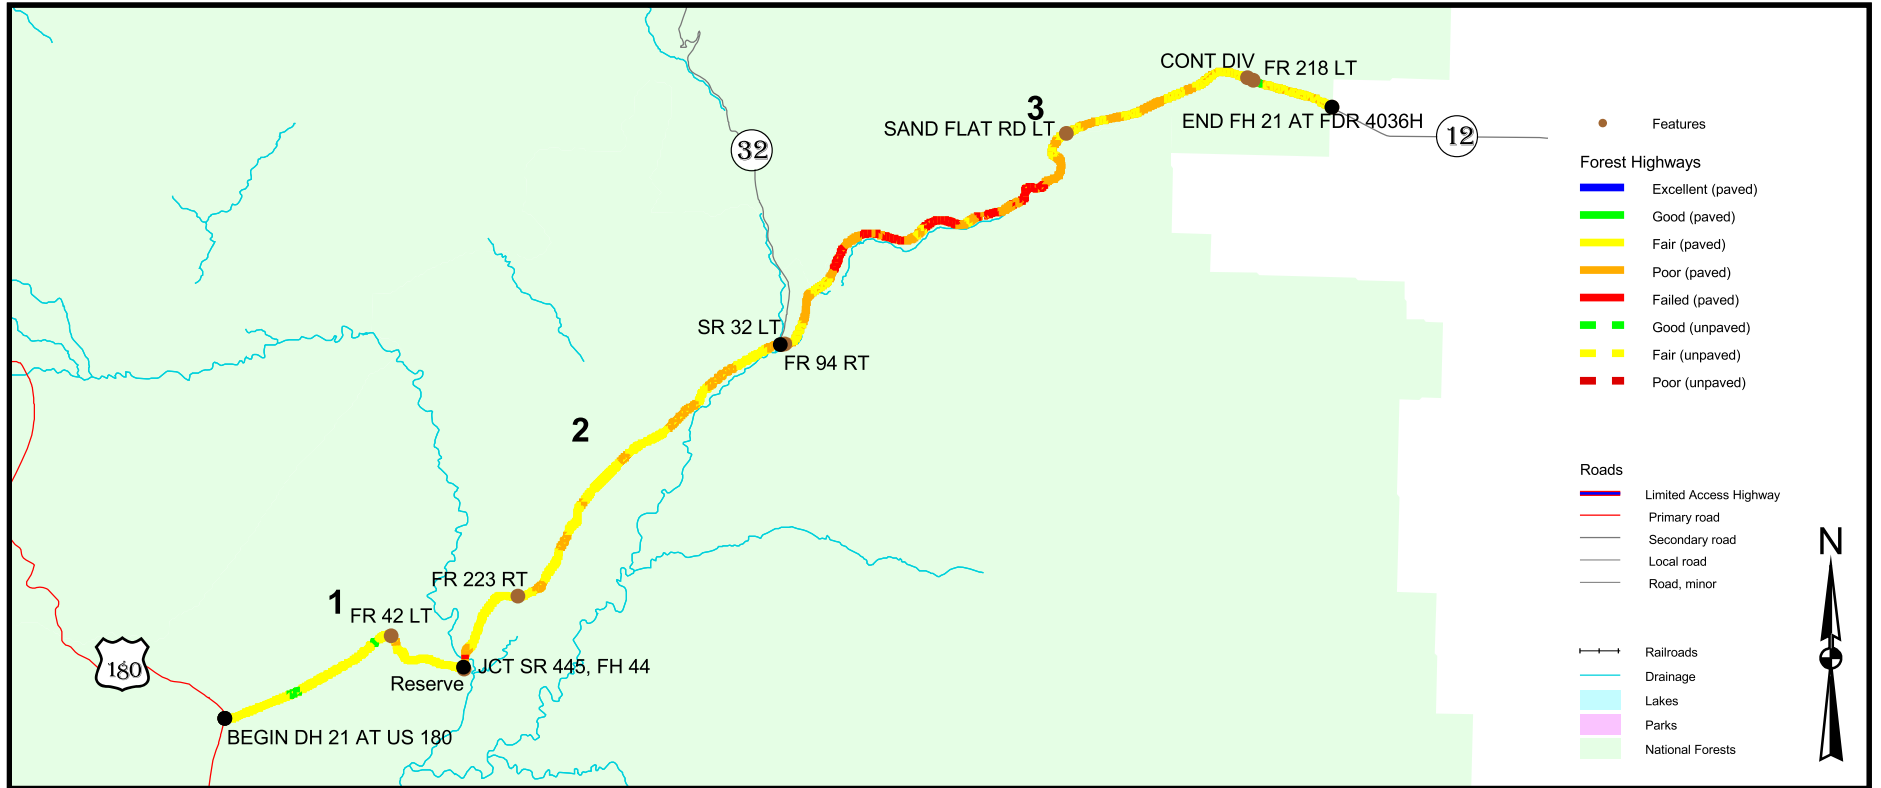 CONT DIV
FR 218 LT
3
SAND FLAT RD LT
END FH 21 AT FDR 4036H
12
32
SR 32 LT
FR 94 RT
2
FR 223 RT
1
FR 42 LT
JCT SR 445, FH 44
Reserve
180
BEGIN DH 21 AT US 180
Features
Forest Highways
Excellent (paved)
Good (paved)
Fair (paved)
Poor (paved)
Failed (paved)
Good (unpaved)
Fair (unpaved)
Poor (unpaved)
Roads
Limited Access Highway
Primary road
Secondary road
Local road
Road, minor
Railroads
Drainage
Lakes
Parks
National Forests
N